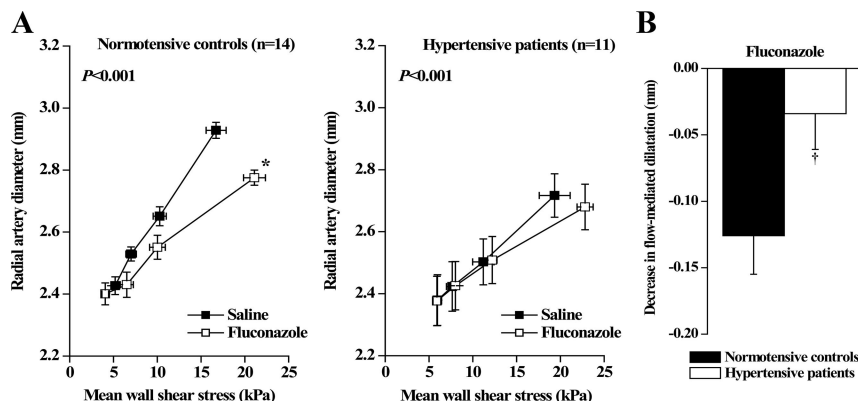 A
Normotensive controls (n=14)
P<0.001
Radial artery diameter (mm)
3.2
3.0
2.8
2.6
2.4
2.2
*
Saline
Fluconazole
0
5
10
15
20
25
Mean wall shear stress (kPa)
Hypertensive patients (n=11)
P<0.001
Radial artery diameter (mm)
3.2
3.0
2.8
2.6
2.4
2.2
Saline
Fluconazole
0
5
10
15
20
25
Mean wall shear stress (kPa)
B
Fluconazole
Decrease in flow-mediated dilatation (mm)
0.00
-0.05
-0.10
-0.15
-0.20
†
Normotensive controls
Hypertensive patients